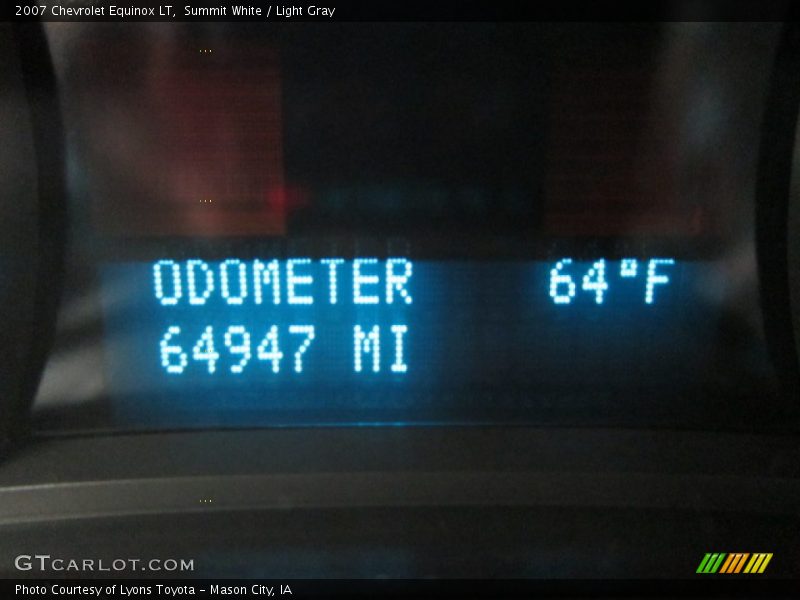 2007 Chevrolet Equinox LT,  Summit White / Light Gray
ODOMETER 64°F
64947 MI
GTCARLOT.COM
Photo Courtesy of Lyons Toyota - Mason City, IA